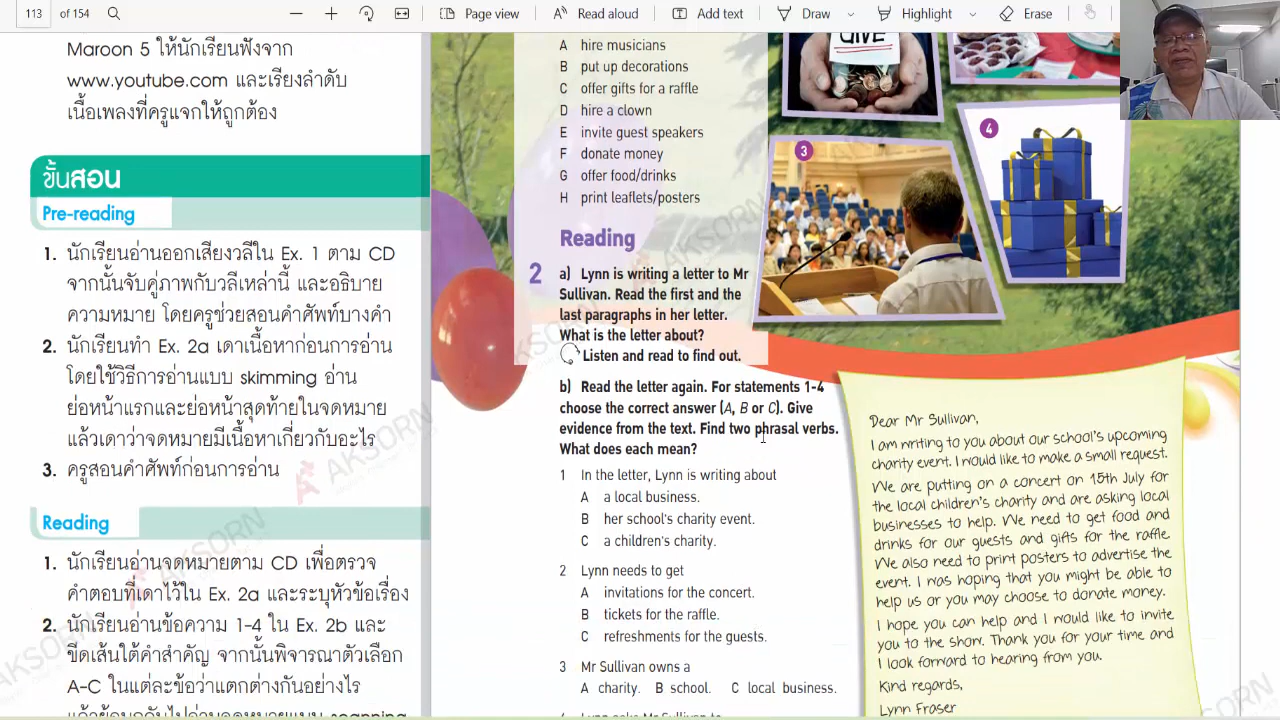 113 of 154
Page view
Read aloud
Add text
Draw
Highlight
Erase
Maroon 5 ให้นักเรียนฟังจาก
www.youtube.com และเรียงลำดับ
เนื้อเพลงที่ครูแจกให้ถูกต้อง
ขั้นสอน
Pre-reading
1. นักเรียนอ่านออกเสียงวลีใน Ex. 1 ตาม CD
จากนั้นจับคู่ภาพกับวลีเหล่านี้ และอธิบาย
ความหมาย โดยครูช่วยสอนคำศัพท์บางคำ
2. นักเรียนทำ Ex. 2a เดาเนื้อหาก่อนการอ่าน
โดยใช้วิธีการอ่านแบบ skimming อ่าน
ย่อหน้าแรกและย่อหน้าสุดท้ายในจดหมาย
แล้วเดาว่าจดหมายมีเนื้อหาเกี่ยวกับอะไร
3. ครูสอนคำศัพท์ก่อนการอ่าน
Reading
1. นักเรียนอ่านจดหมายตาม CD เพื่อตรวจ
คำตอบที่เดาไว้ใน Ex. 2a และระบุหัวข้อเรื่อง
2. นักเรียนอ่านข้อความ 1-4 ใน Ex. 2b และ
ขีดเส้นใต้คำสำคัญ จากนั้นพิจารณาตัวเลือก
A-C ในแต่ละข้อว่าแตกต่างกันอย่างไร
A hire musicians
B put up decorations
C offer gifts for a raffle
D hire a clown
E invite guest speakers
F donate money
G offer food/drinks
H print leaflets/posters
GIVE
3
4
Reading
2 a) Lynn is writing a letter to Mr
Sullivan. Read the first and the
last paragraphs in her letter.
What is the letter about?
Listen and read to find out.
b) Read the letter again. For statements 1-4
choose the correct answer (A, B or C). Give
evidence from the text. Find two phrasal verbs.
What does each mean?
1 In the letter, Lynn is writing about
A a local business.
B her school's charity event.
C a children's charity.
2 Lynn needs to get
A invitations for the concert.
B tickets for the raffle.
C refreshments for the guests.
3 Mr Sullivan owns a
A charity. B school. C local business.
4 Lynn asks Mr Sullivan to
Dear Mr Sullivan,
I am writing to you about our school's upcoming
charity event. I would like to make a small request.
We are putting on a concert on 15th July for
the local children's charity and are asking local
businesses to help. We need to get food and
drinks for our guests and gifts for the raffle.
We also need to print posters to advertise the
event. I was hoping that you might be able to
help us or you may choose to donate money.
I hope you can help and I would like to invite
you to the show. Thank you for your time and
I look forward to hearing from you.
Kind regards,
Lynn Fraser
AKSORN
AKSORN
AKSORN